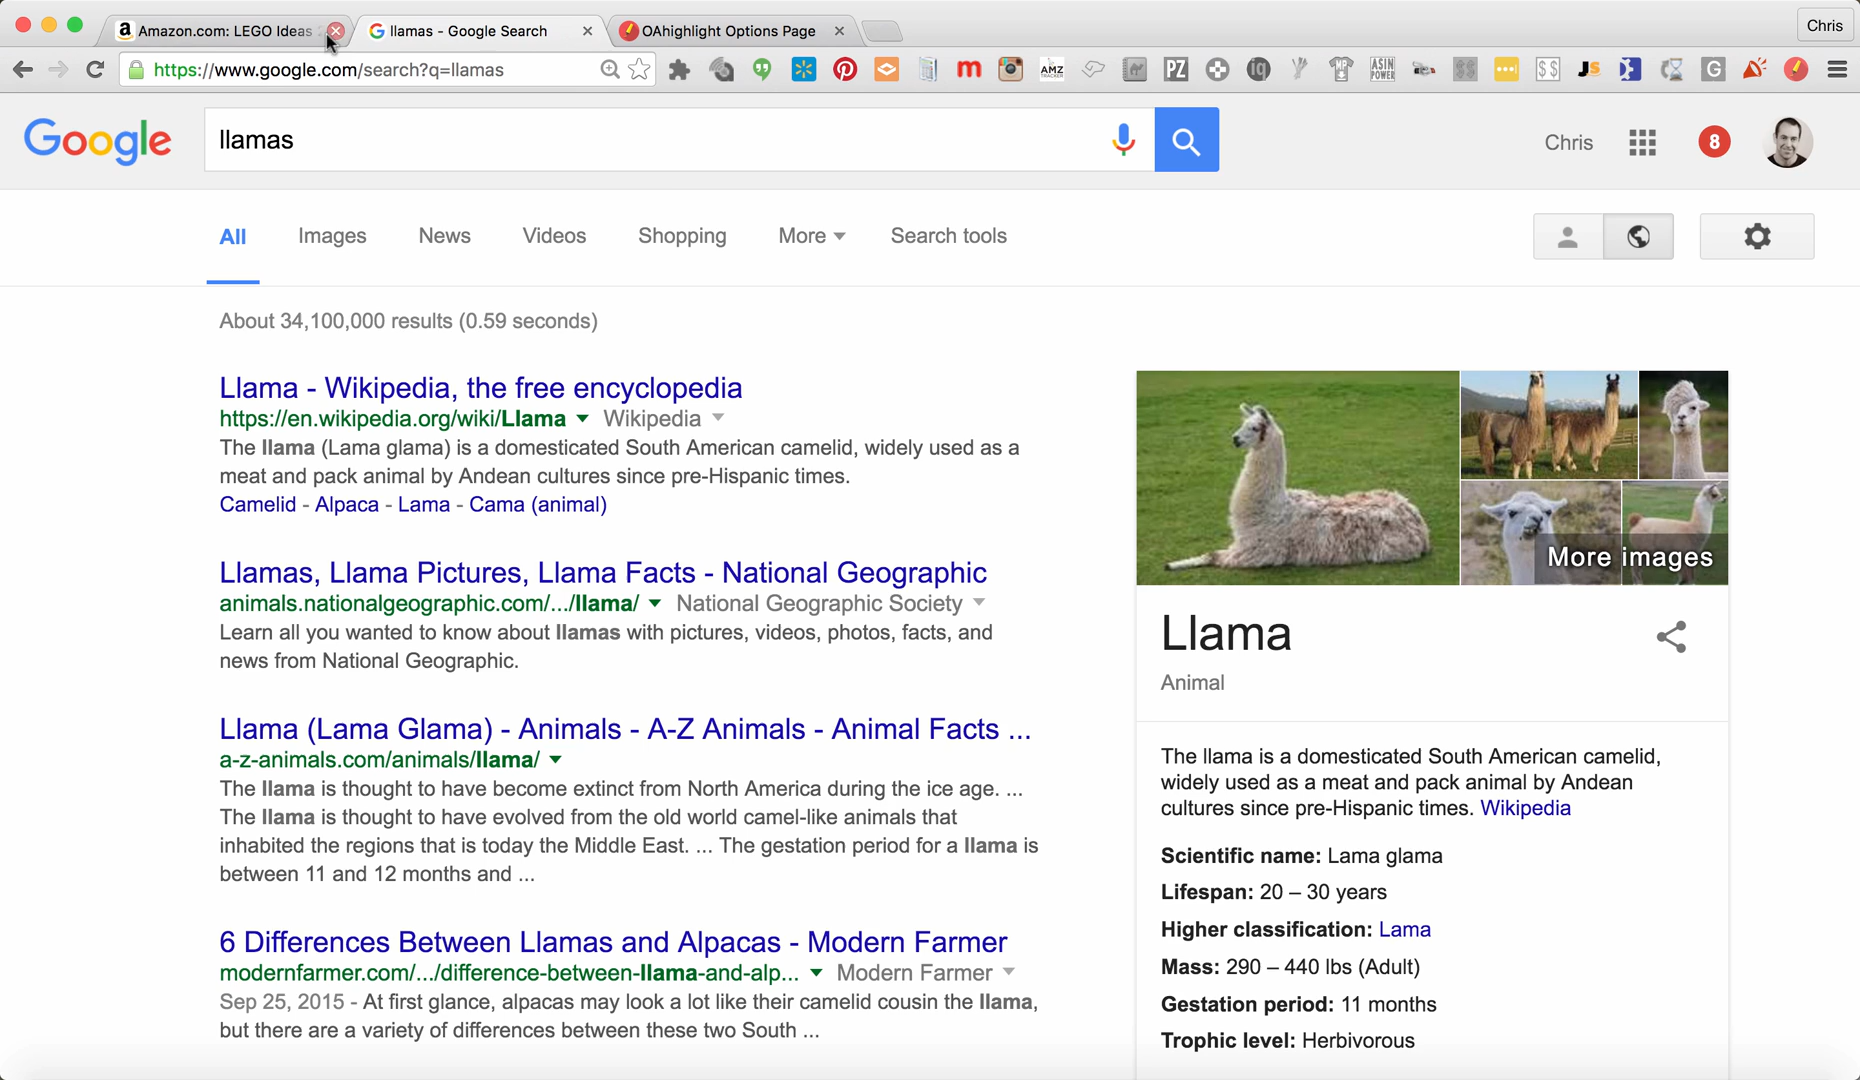 Amazon.com: LEGO Ideas
llamas - Google Search
OAhighlight Options Page
Chris
https://www.google.com/search?q=llamas
m
AMZ
TRACKER
PZ
iq
MP
ASIN
POWER
$$
JS
G
Google
llamas
Chris
8
All
Images
News
Videos
Shopping
More
Search tools
About 34,100,000 results (0.59 seconds)
Llama - Wikipedia, the free encyclopedia
https://en.wikipedia.org/wiki/Llama Wikipedia
The llama (Lama glama) is a domesticated South American camelid, widely used as a
meat and pack animal by Andean cultures since pre-Hispanic times.
Camelid - Alpaca - Lama - Cama (animal)
Llamas, Llama Pictures, Llama Facts - National Geographic
animals.nationalgeographic.com/.../llama/ National Geographic Society
Learn all you wanted to know about llamas with pictures, videos, photos, facts, and
news from National Geographic.
Llama (Lama Glama) - Animals - A-Z Animals - Animal Facts ...
a-z-animals.com/animals/llama/
The llama is thought to have become extinct from North America during the ice age. ...
The llama is thought to have evolved from the old world camel-like animals that
inhabited the regions that is today the Middle East. ... The gestation period for a llama is
between 11 and 12 months and ...
6 Differences Between Llamas and Alpacas - Modern Farmer
modernfarmer.com/.../difference-between-llama-and-alp... Modern Farmer
Sep 25, 2015 - At first glance, alpacas may look a lot like their camelid cousin the llama,
but there are a variety of differences between these two South ...
More images
Llama
Animal
The llama is a domesticated South American camelid,
widely used as a meat and pack animal by Andean
cultures since pre-Hispanic times. Wikipedia
Scientific name: Lama glama
Lifespan: 20 – 30 years
Higher classification: Lama
Mass: 290 – 440 lbs (Adult)
Gestation period: 11 months
Trophic level: Herbivorous